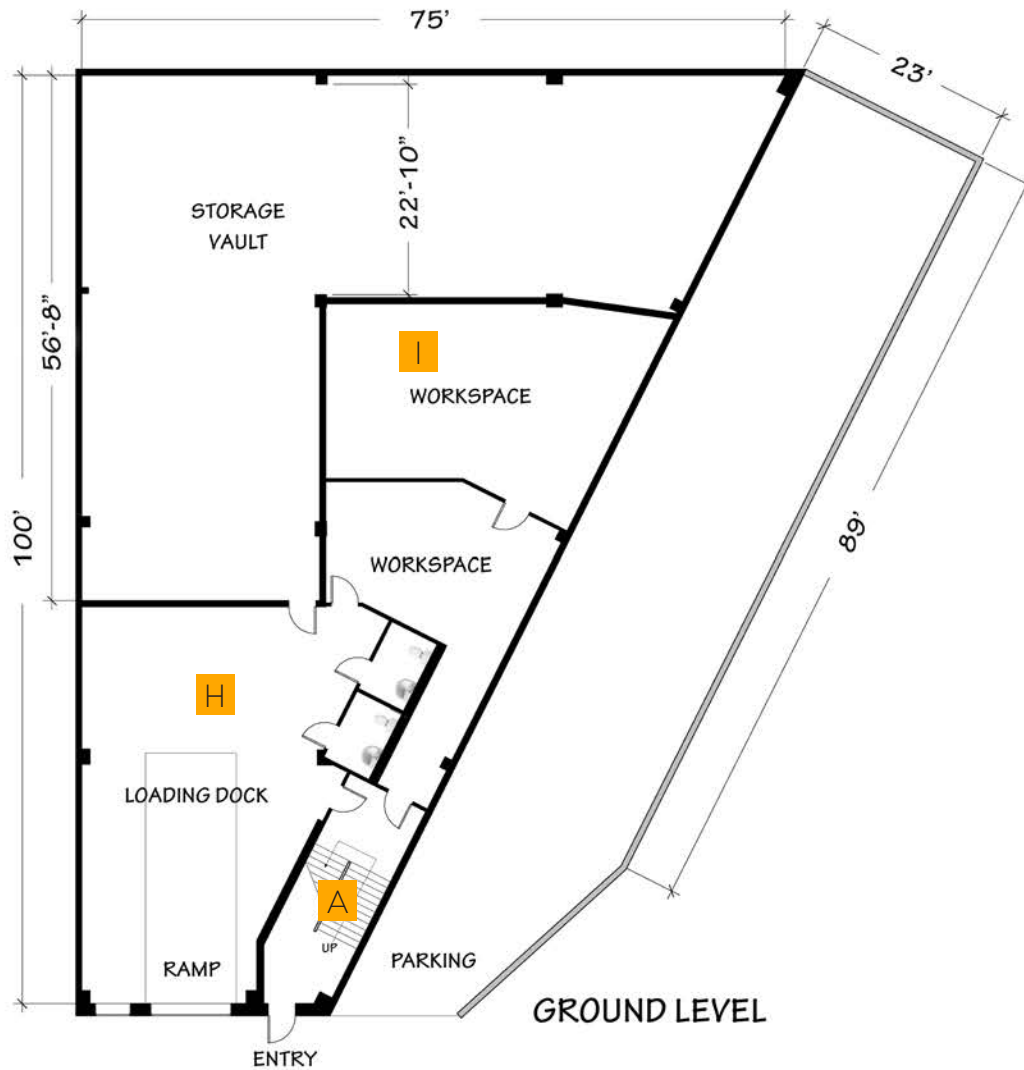 75'
23'
22'-10"
STORAGE
VAULT
56'-8"
I
WORKSPACE
100'
89'
WORKSPACE
H
LOADING DOCK
A
UP
RAMP
PARKING
GROUND LEVEL
ENTRY